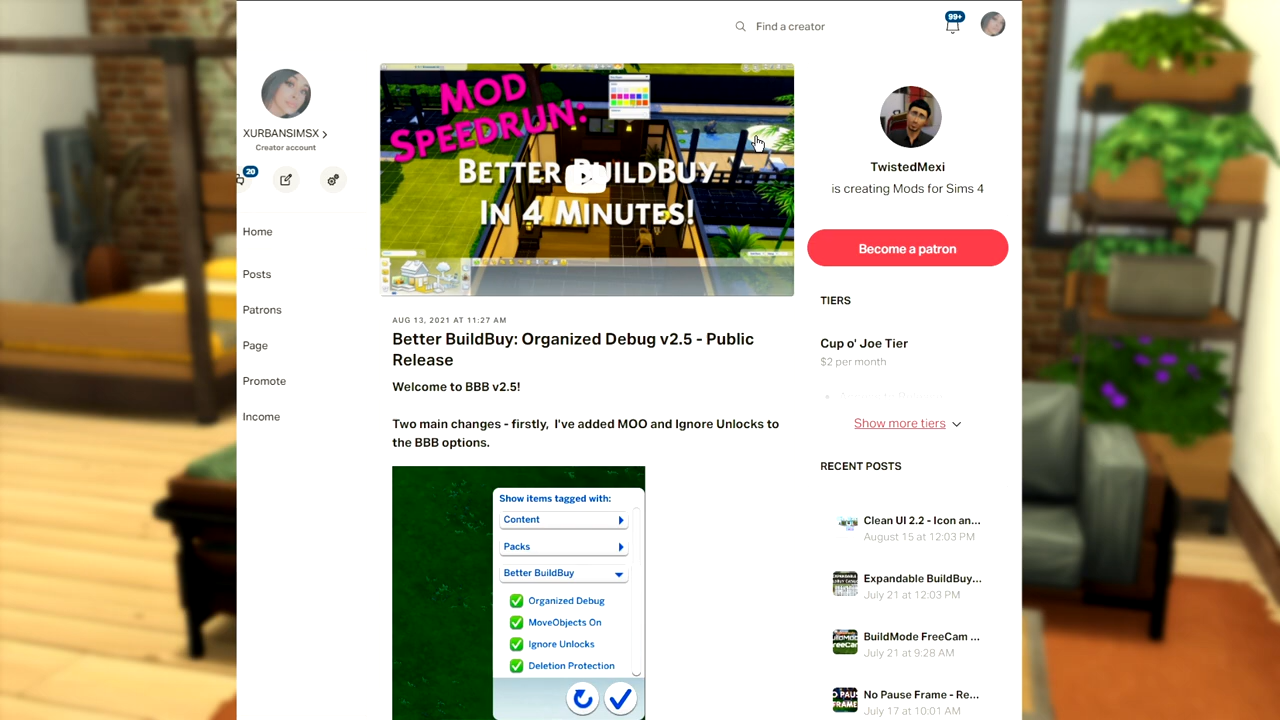 Find a creator
99+
XURBANSIMSX
Creator account
20
Home
Posts
Patrons
Page
Promote
Income
MOD
SPEEDRUN:
BETTER BUILDBUY
IN 4 MINUTES!
AUG 13, 2021 AT 11:27 AM
Better BuildBuy: Organized Debug v2.5 - Public
Release
Welcome to BBB v2.5!
Two main changes - firstly, I've added MOO and Ignore Unlocks to
the BBB options.
Show items tagged with:
Content
Packs
Better BuildBuy
Organized Debug
MoveObjects On
Ignore Unlocks
Deletion Protection
TwistedMexi
is creating Mods for Sims 4
Become a patron
TIERS
Cup o' Joe Tier
$2 per month
Show more tiers
RECENT POSTS
Clean UI 2.2 - Icon an...
August 15 at 12:03 PM
Expandable BuildBuy...
July 21 at 12:03 PM
BuildMode FreeCam ...
July 21 at 9:28 AM
No Pause Frame - Re...
July 17 at 10:01 AM